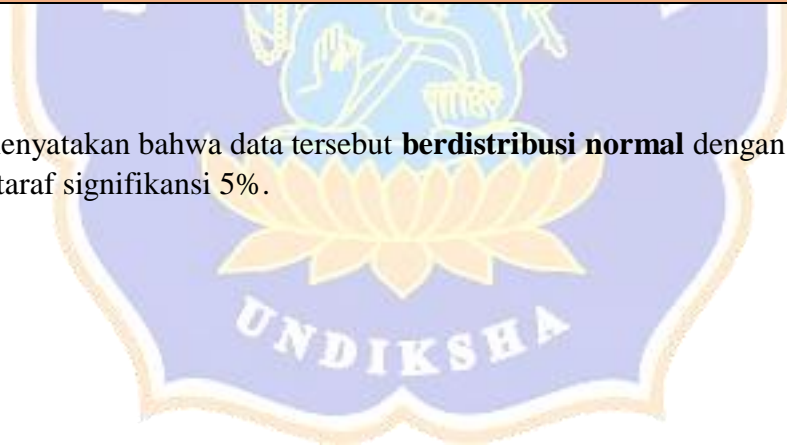 enyatakan bahwa data tersebut berdistribusi normal dengan
taraf signifikansi 5%.
UNDIKSHA